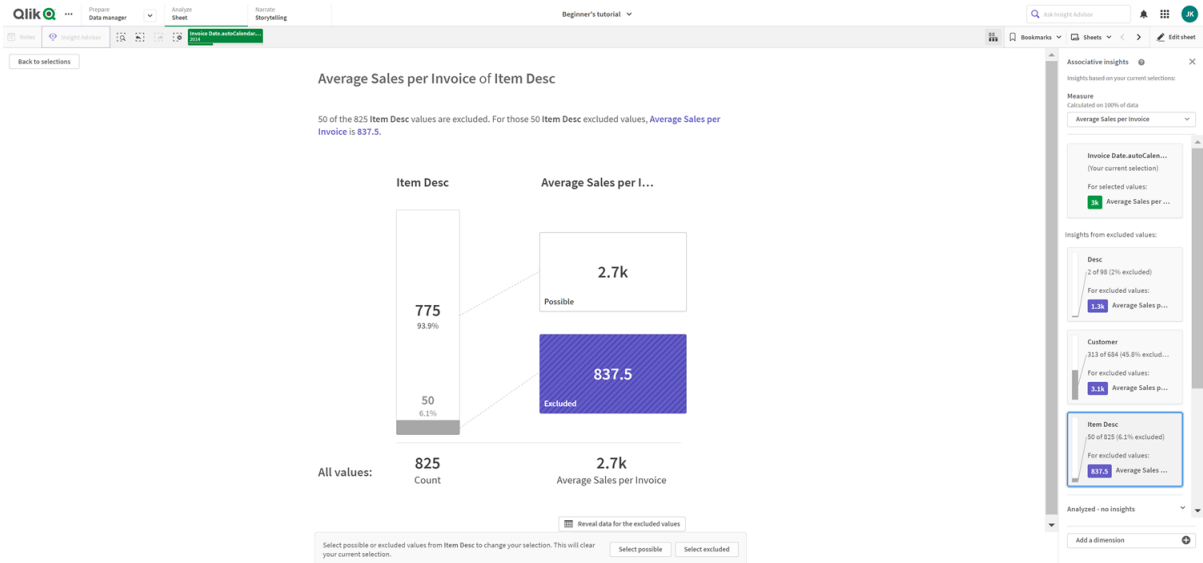 Qlik
Prepare
Data manager
Analyze
Sheet
Narrate
Storytelling
Beginner's tutorial
Ask Insight Advisor
JK
Notes
Insight Advisor
Invoice Date.autoCalendar....
2014
Bookmarks
Sheets
Edit sheet
Back to selections
Average Sales per Invoice of Item Desc
50 of the 825 Item Desc values are excluded. For those 50 Item Desc excluded values, Average Sales per
Invoice is 837.5.
Item Desc
Average Sales per I...
775
93.9%
50
6.1%
2.7k
Possible
837.5
Excluded
All values:
825
Count
2.7k
Average Sales per Invoice
Reveal data for the excluded values
Select possible or excluded values from Item Desc to change your selection. This will clear
your current selection.
Select possible
Select excluded
Associative insights
Insights based on your current selections:
Measure
Calculated on 100% of data
Average Sales per Invoice
Invoice Date.autoCalen...
(Your current selection)
For selected values:
3k Average Sales per ...
Insights from excluded values:
Desc
2 of 98 (2% excluded)
For excluded values:
1.3k Average Sales p...
Customer
313 of 684 (45.8% exclud...
For excluded values:
3.1k Average Sales p...
Item Desc
50 of 825 (6.1% excluded)
For excluded values:
837.5 Average Sales ...
Analyzed - no insights
Add a dimension